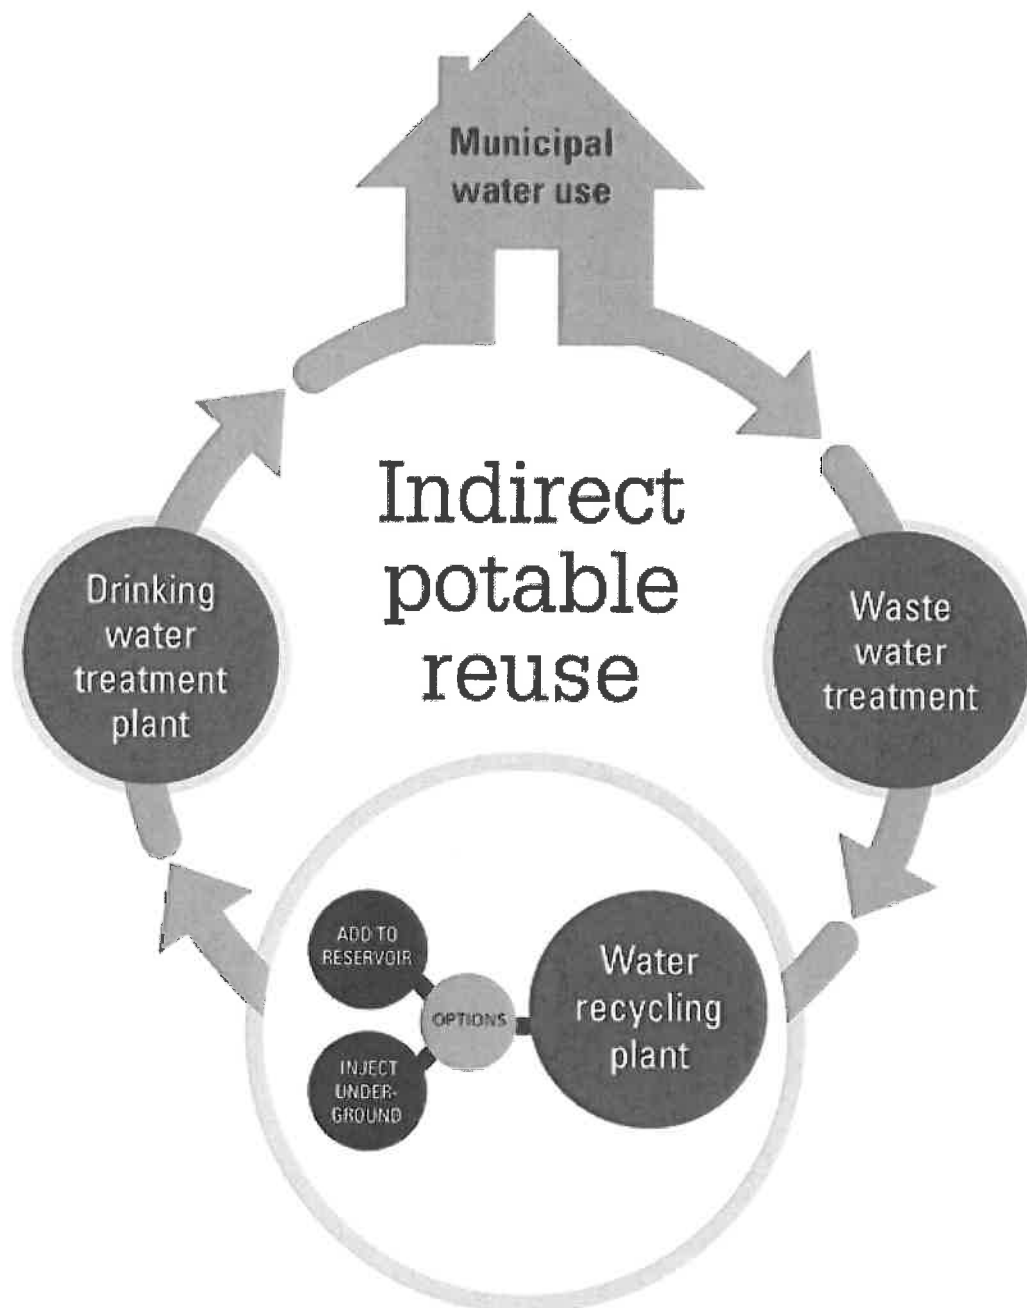 Municipal
water use
Indirect
potable
reuse
Drinking
water
treatment
plant
Waste
water
treatment
ADD TO
RESERVOIR
OPTIONS
INJECT
UNDER-
GROUND
Water
recycling
plant